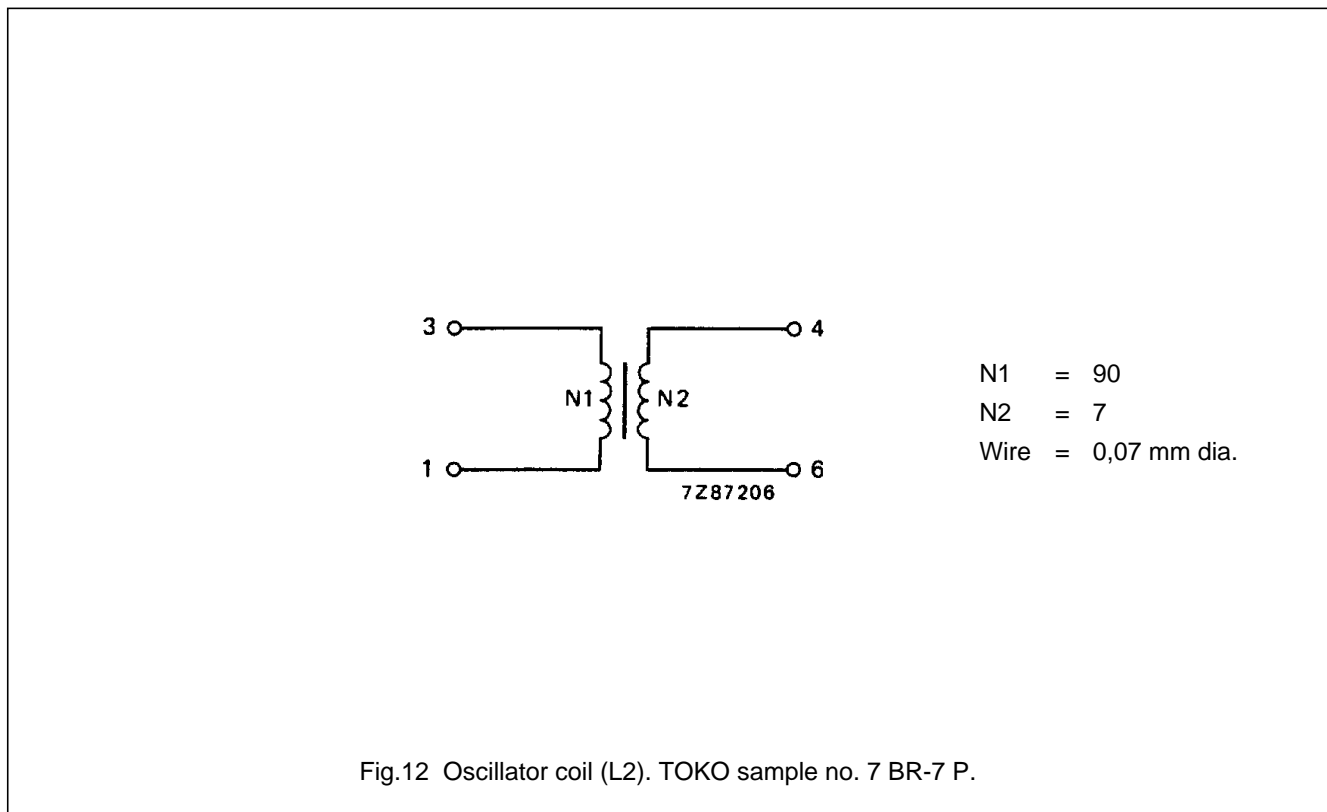 3
4
N1
N2
1
6
7Z87206
N1 = 90
N2 = 7
Wire = 0,07 mm dia.
Fig.12 Oscillator coil (L2). TOKO sample no. 7 BR-7 P.